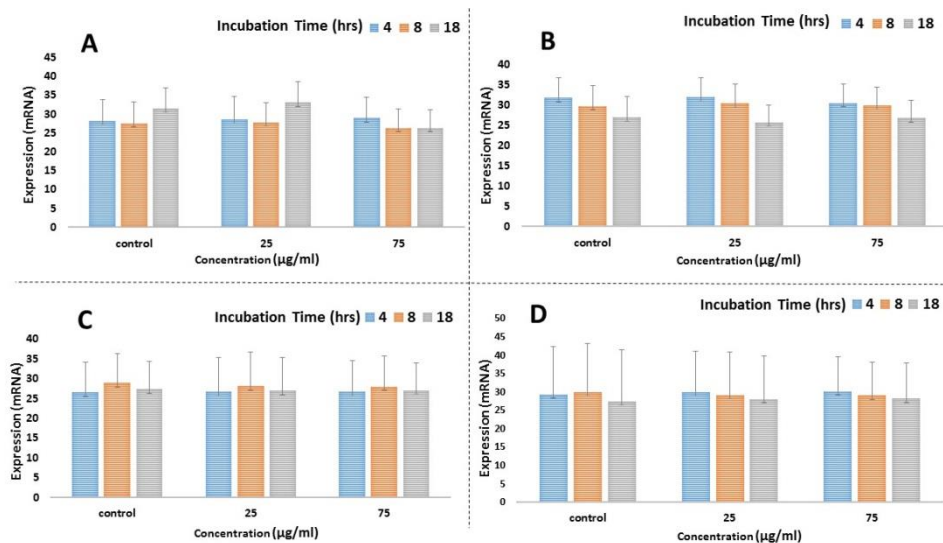 A
Incubation Time (hrs) 4 8 18
Expression (mRNA)
45
40
35
30
25
20
15
10
5
0
control 25 75
Concentration (µg/ml)
B
Incubation Time (hrs) 4 8 18
Expression (mRNA)
40
35
30
25
20
15
10
5
0
control 25 75
Concentration (µg/ml)
C
Incubation Time (hrs) 4 8 18
Expression (mRNA)
40
35
30
25
20
15
10
5
0
control 25 75
Concentration (µg/ml)
D
Incubation Time (hrs) 4 8 18
Expression (mRNA)
50
45
40
35
30
25
20
15
10
5
0
control 25 75
Concentration (µg/ml)